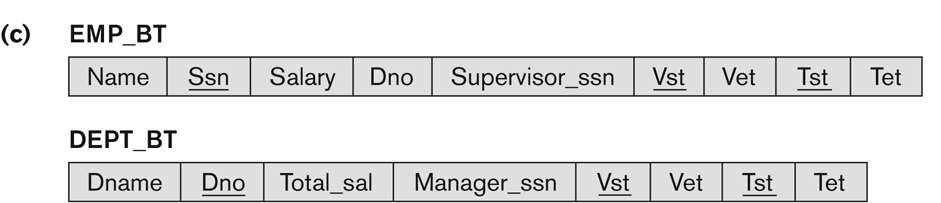 (c) EMP_BT
Name Ssn Salary Dno Supervisor_ssn Vst Vet Tst Tet
DEPT_BT
Dname Dno Total_sal Manager_ssn Vst Vet Tst Tet